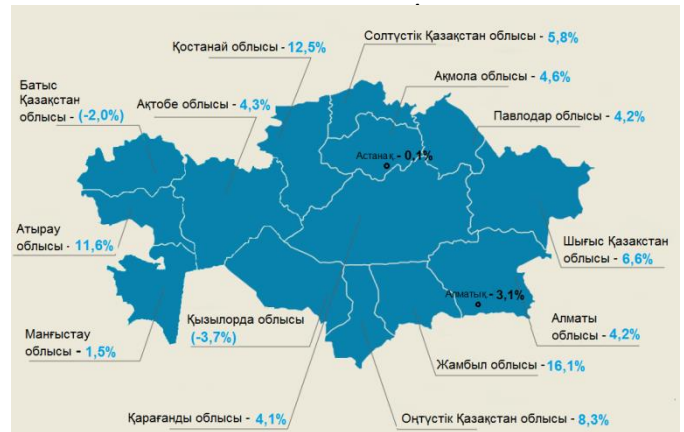 Солтүстік Қазақстан облысы - 5,8%
Қостанай облысы - 12,5%
Ақмола облысы - 4,6%
Батыс
Қазақстан
облысы - (-2,0%)
Ақтобе облысы - 4,3%
Павлодар облысы - 4,2%
Астана қ - 0,1%
Атырау
облысы - 11,6%
Шығыс Қазакстан
облысы - 6,6%
Алматы қ - 3,1%
Маңғыстау
облысы - 1,5%
Қызылорда облысы
(-3,7%)
Алматы
облысы - 4,2%
Жамбыл облысы - 16,1%
Қарағанды облысы - 4,1%
Оңтүстік Қазақстан облысы - 8,3%